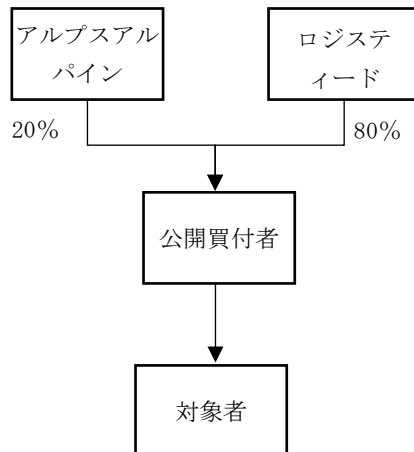 アルプスアル
パイン
ロジステ
ィード
20%
80%
公開買付者
対象者